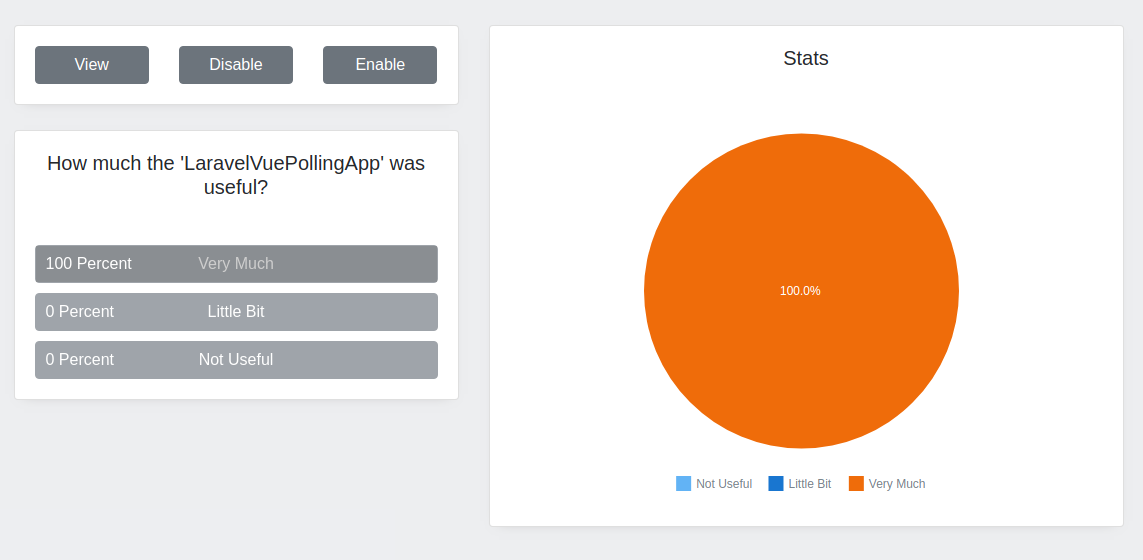 View
Disable
Enable
How much the 'LaravelVuePollingApp' was
useful?
100 Percent Very Much
0 Percent Little Bit
0 Percent Not Useful
Stats
100.0%
Not Useful Little Bit Very Much